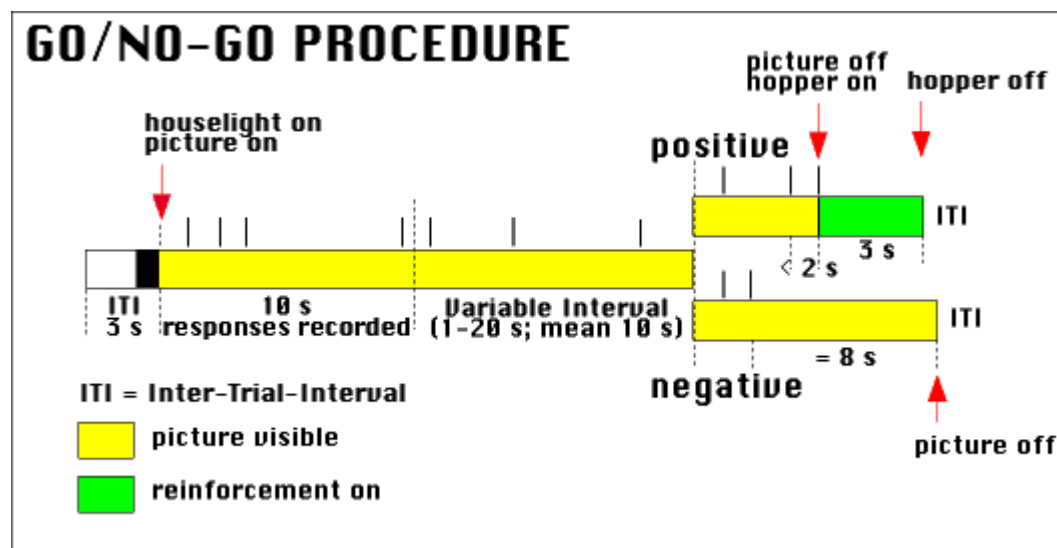 GO/NO-GO PROCEDURE
picture off
hopper on
hopper off
houselight on
picture on
positive
ITI
3 s
< 2 s
ITI
3 s
10 s
responses recorded
Variable Interval
(1-20 s; mean 10 s)
ITI
= 8 s
negative
ITI = Inter-Trial-Interval
picture visible
picture off
reinforcement on